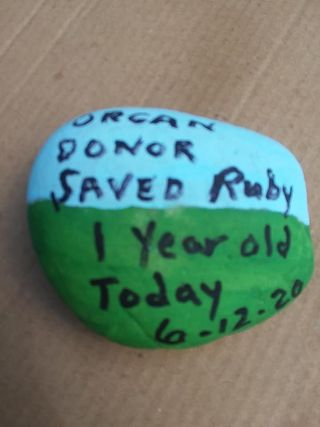 ORGAN
DONOR
SAVED Ruby
1 Year old
Today
6-12-20